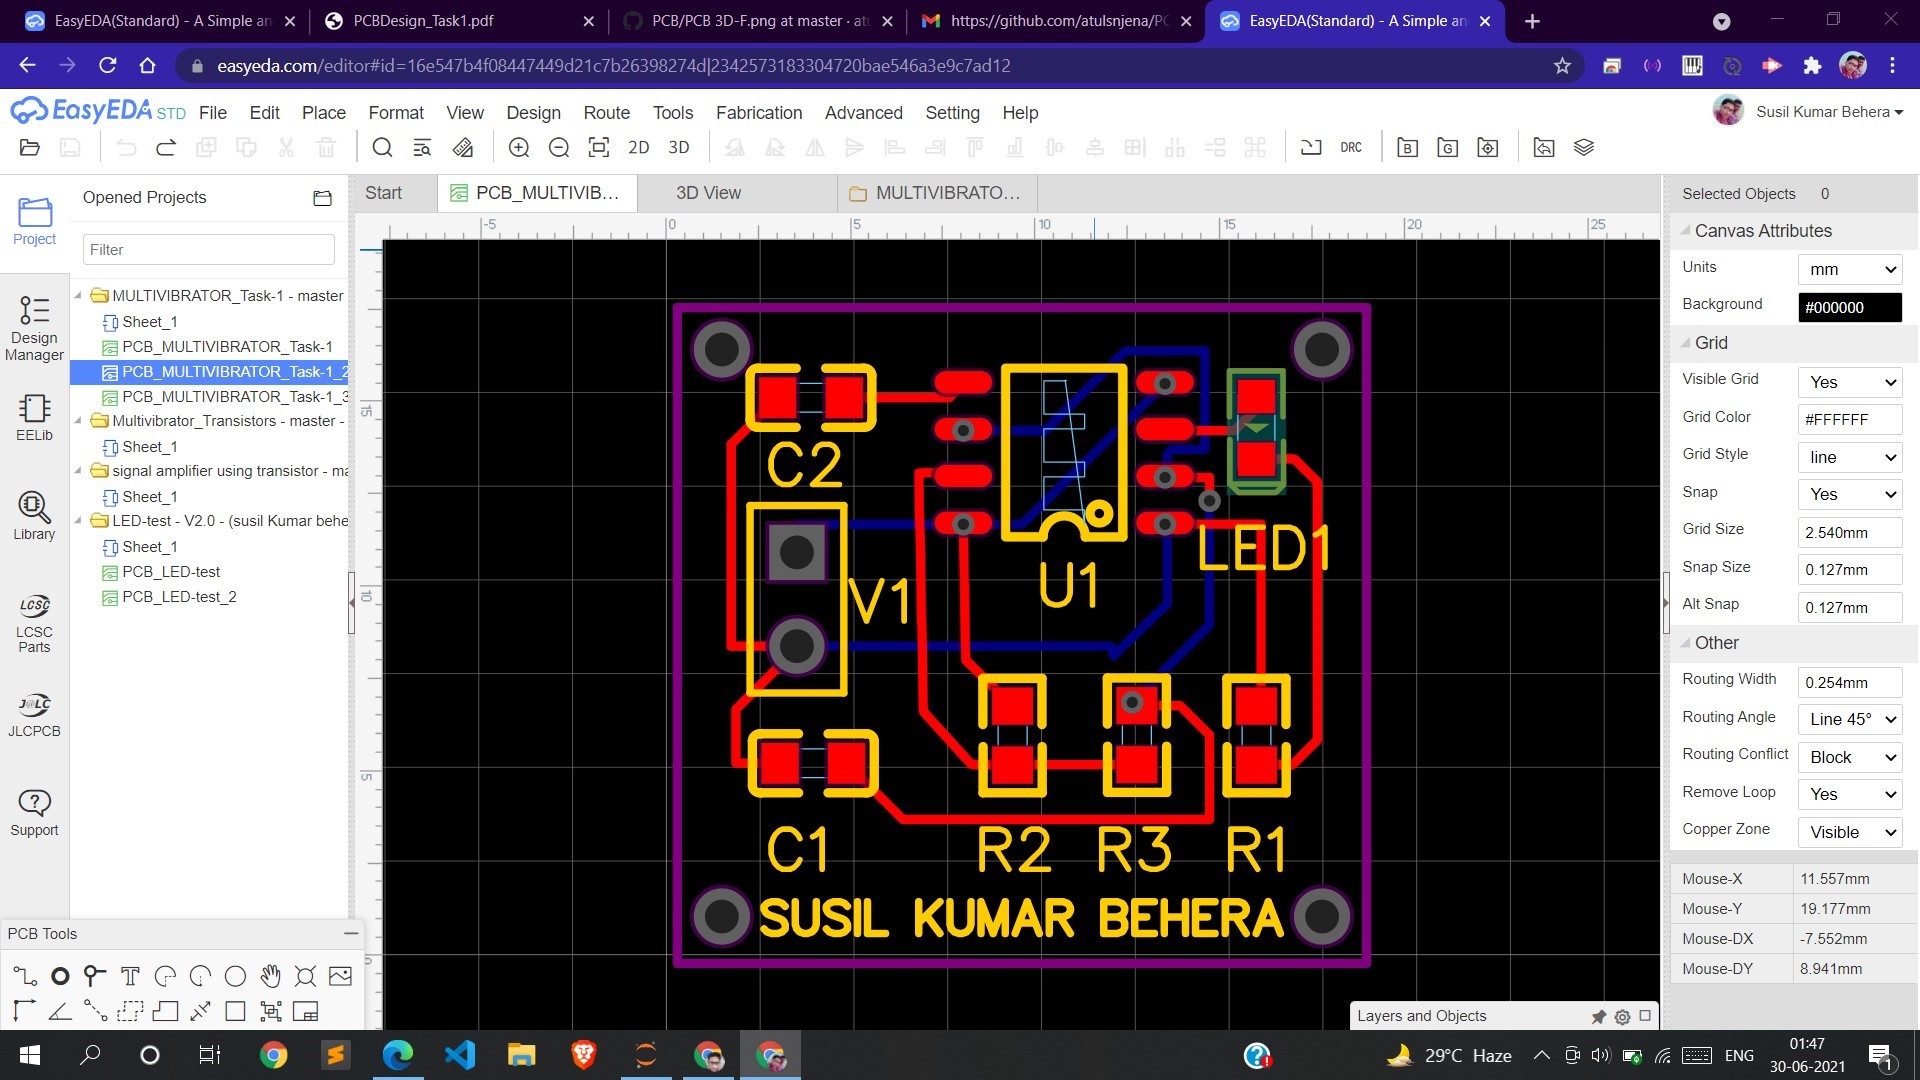 EasyEDA(Standard) - A Simple an
PCBDesign_Task1.pdf
PCB/PCB 3D-F.png at master · atu
https://github.com/atulsnjena/PC
EasyEDA(Standard) - A Simple an
easyeda.com/editor#id=16e547b4f08447449d21c7b26398274d|2342573183304720bae546a3e9c7ad12
EasyEDA STD File Edit Place Format View Design Route Tools Fabrication Advanced Setting Help
Susil Kumar Behera
2D 3D DRC B G
Project
Design Manager
EELib
Library
LCSC
LCSC Parts
J@LC
JLCPCB
Support
Opened Projects
Filter
MULTIVIBRATOR_Task-1 - master
Sheet_1
PCB_MULTIVIBRATOR_Task-1
PCB_MULTIVIBRATOR_Task-1_2
PCB_MULTIVIBRATOR_Task-1_3
Multivibrator_Transistors - master -
Sheet_1
signal amplifier using transistor - ma
Sheet_1
LED-test - V2.0 - (susil Kumar behe
Sheet_1
PCB_LED-test
PCB_LED-test_2
PCB Tools
Start
PCB_MULTIVIB...
3D View
MULTIVIBRATO...
-5 0 5 10 15 20 25
15
10
5
0
C2
LED1
U1
V1
C1 R2 R3 R1
SUSIL KUMAR BEHERA
Layers and Objects
Selected Objects 0
Canvas Attributes
Units mm
Background #000000
Grid
Visible Grid Yes
Grid Color #FFFFFF
Grid Style line
Snap Yes
Grid Size 2.540mm
Snap Size 0.127mm
Alt Snap 0.127mm
Other
Routing Width 0.254mm
Routing Angle Line 45°
Routing Conflict Block
Remove Loop Yes
Copper Zone Visible
Mouse-X 11.557mm
Mouse-Y 19.177mm
Mouse-DX -7.552mm
Mouse-DY 8.941mm
29°C Haze
ENG
01:47
30-06-2021
1